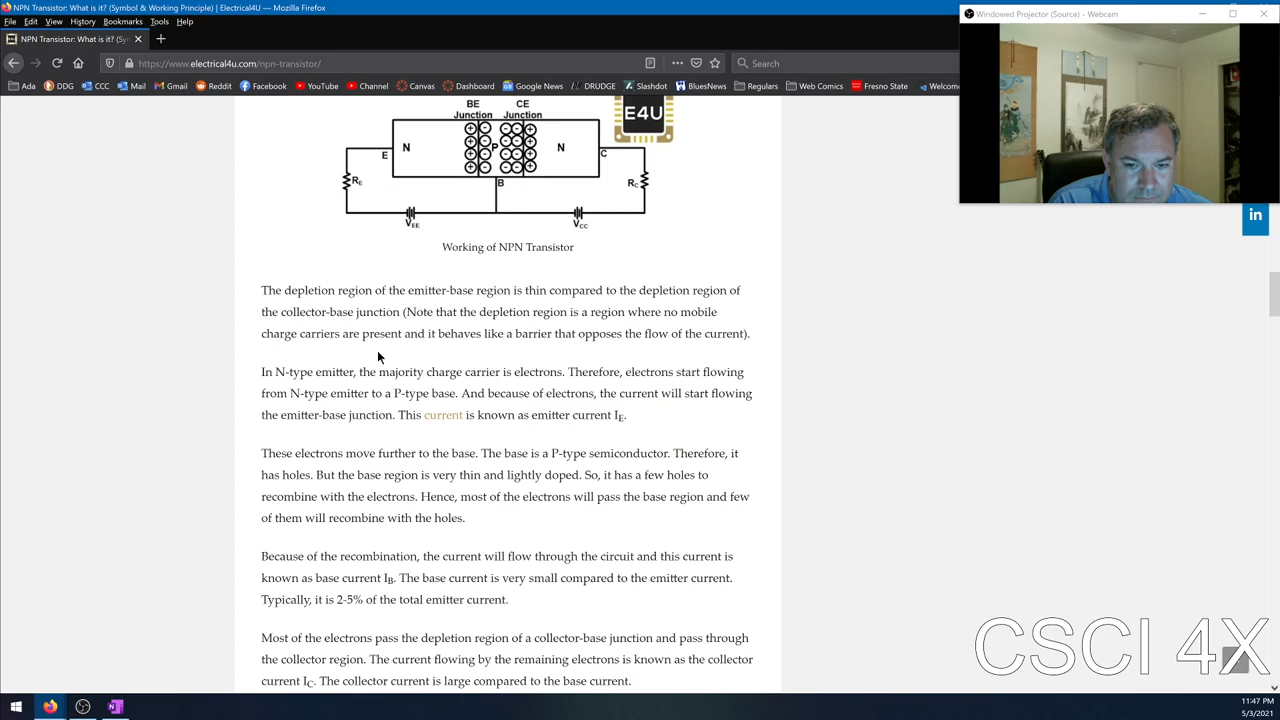 NPN Transistor: What is it? (Symbol & Working Principle) | Electrical4U — Mozilla Firefox
Windowed Projector (Source) - Webcam
File Edit View History Bookmarks Tools Help
NPN Transistor: What is it? (Sy
https://www.electrical4u.com/npn-transistor/
Search
Ada DDG CCC Mail Gmail Reddit Facebook YouTube Channel Canvas Dashboard Google News DRUDGE Slashdot BluesNews Regulars Web Comics Fresno State Welcome
BE Junction
CE Junction
E4U
E N P N C
B
RE
RC
VEE
VCC
Working of NPN Transistor
The depletion region of the emitter-base region is thin compared to the depletion region of
the collector-base junction (Note that the depletion region is a region where no mobile
charge carriers are present and it behaves like a barrier that opposes the flow of the current).
In N-type emitter, the majority charge carrier is electrons. Therefore, electrons start flowing
from N-type emitter to a P-type base. And because of electrons, the current will start flowing
the emitter-base junction. This current is known as emitter current IE.
These electrons move further to the base. The base is a P-type semiconductor. Therefore, it
has holes. But the base region is very thin and lightly doped. So, it has a few holes to
recombine with the electrons. Hence, most of the electrons will pass the base region and few
of them will recombine with the holes.
Because of the recombination, the current will flow through the circuit and this current is
known as base current IB. The base current is very small compared to the emitter current.
Typically, it is 2-5% of the total emitter current.
Most of the electrons pass the depletion region of a collector-base junction and pass through
the collector region. The current flowing by the remaining electrons is known as the collector
current IC. The collector current is large compared to the base current.
in
CSCI 4X
11:47 PM
5/3/2021